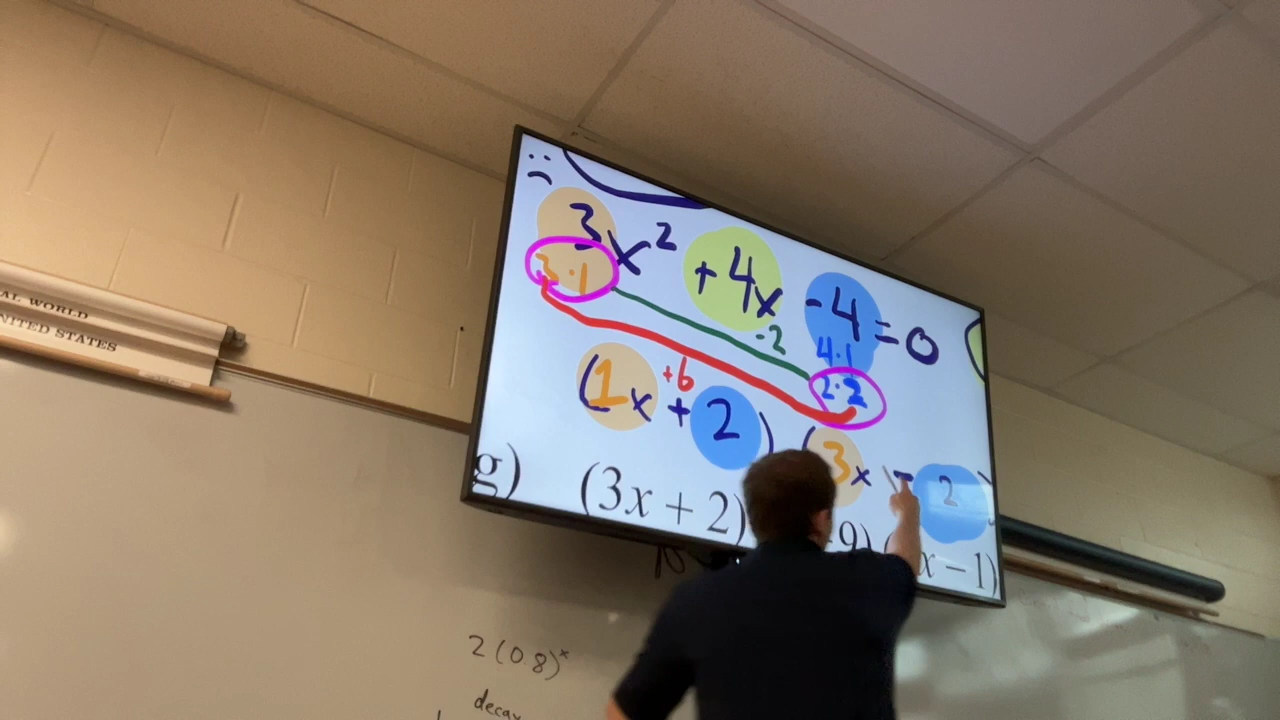 AL WORLD
UNITED STATES
3x² +4x -4 = 0
3·1
4·1
-2
2·2
+6
(1x + 2) (3x - 2)
g) (3x + 2)
9)
x – 1)
2(0.8)ˣ
decay